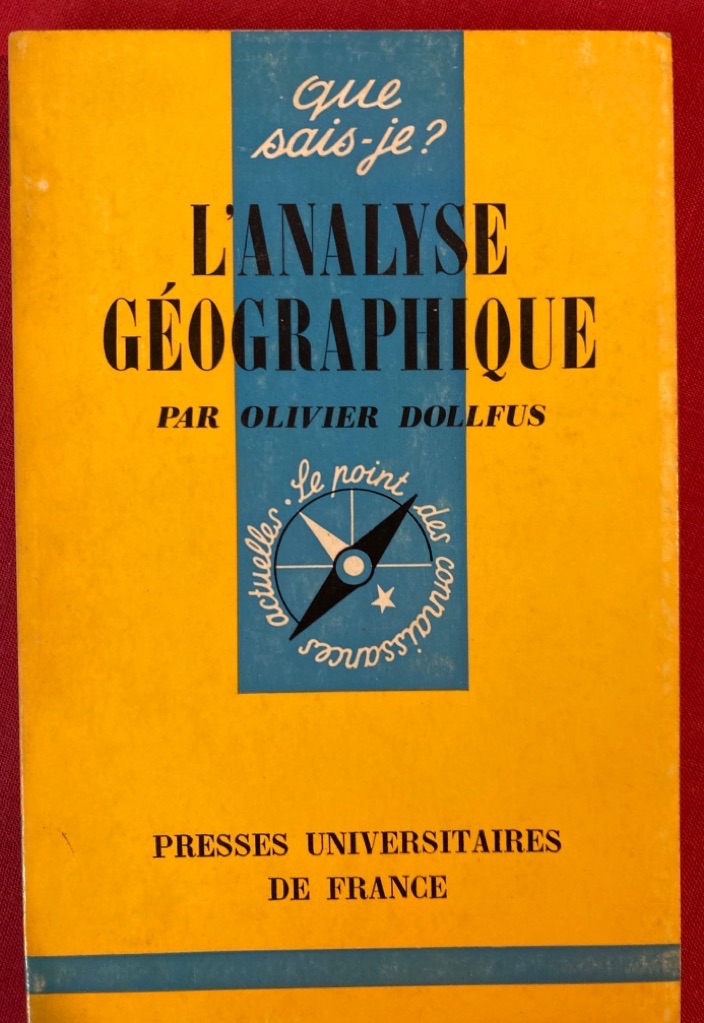 que
sais-je?
L'ANALYSE
GÉOGRAPHIQUE
PAR OLIVIER DOLLFUS
Le point des connaissances actuelles.
PRESSES UNIVERSITAIRES
DE FRANCE